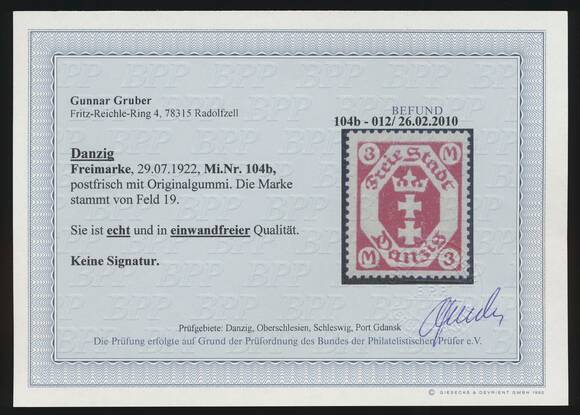 Gunnar Gruber
Fritz-Reichle-Ring 4, 78315 Radolfzell
BEFUND
104b - 012/ 26.02.2010
Danzig
Freimarke, 29.07.1922, Mi.Nr. 104b,
postfrisch mit Originalgummi. Die Marke
stammt von Feld 19.
Sie ist echt und in einwandfreier Qualität.
Keine Signatur.
3 M
Freie Stadt
Danzig
M 3
Prüfgebiete: Danzig, Oberschlesien, Schleswig, Port Gdansk
Die Prüfung erfolgte auf Grund der Prüfordnung des Bundes der Philatelistischen Prüfer e.V.
© GIESECKE & DEVRIENT GMBH 1992